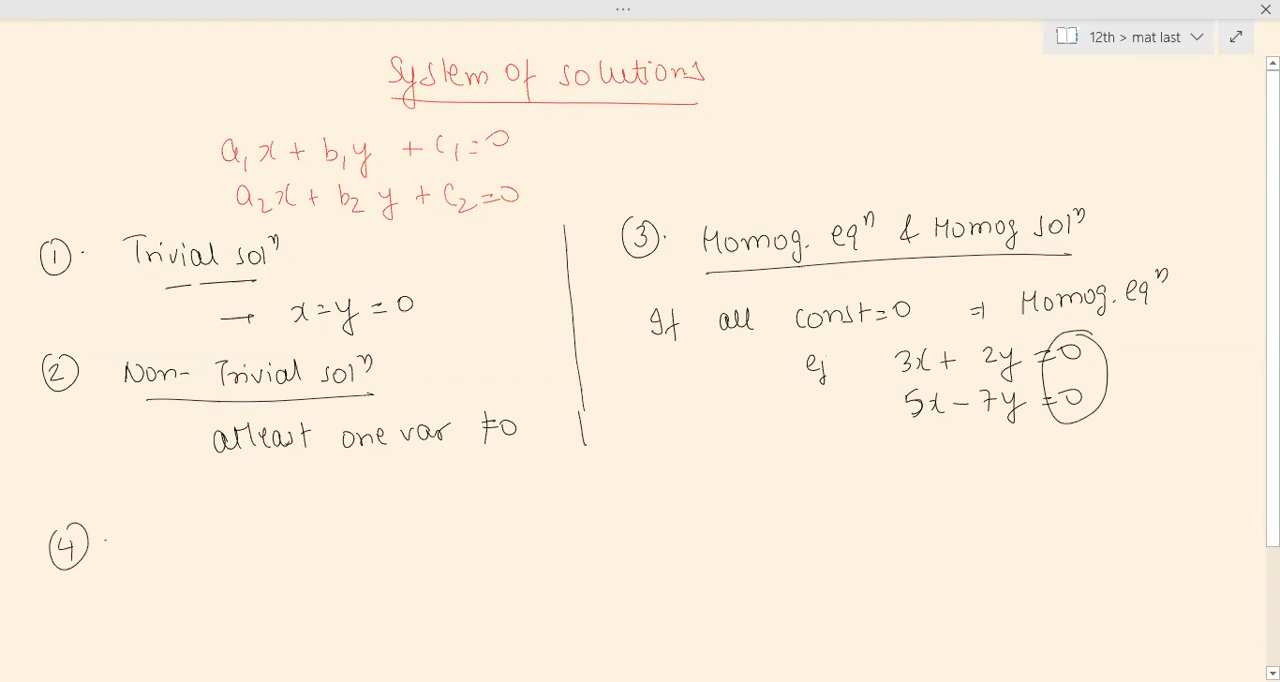 12th > mat last
System of solutions
a₁x + b₁y + c₁=0
a₂x + b₂y + c₂=0
①. Trivial solⁿ
→ x=y=0
② Non-Trivial solⁿ
atleast one var ≠0
③. Homog. eqⁿ & Homog solⁿ
If all const=0 ⇒ Homog. eqⁿ
eg 3x + 2y =0
5x - 7y =0
④.